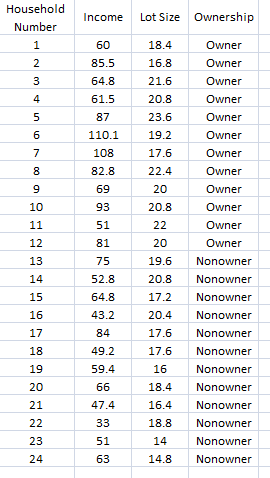 Household Number Income Lot Size Ownership
1 60 18.4 Owner
2 85.5 16.8 Owner
3 64.8 21.6 Owner
4 61.5 20.8 Owner
5 87 23.6 Owner
6 110.1 19.2 Owner
7 108 17.6 Owner
8 82.8 22.4 Owner
9 69 20 Owner
10 93 20.8 Owner
11 51 22 Owner
12 81 20 Owner
13 75 19.6 Nonowner
14 52.8 20.8 Nonowner
15 64.8 17.2 Nonowner
16 43.2 20.4 Nonowner
17 84 17.6 Nonowner
18 49.2 17.6 Nonowner
19 59.4 16 Nonowner
20 66 18.4 Nonowner
21 47.4 16.4 Nonowner
22 33 18.8 Nonowner
23 51 14 Nonowner
24 63 14.8 Nonowner